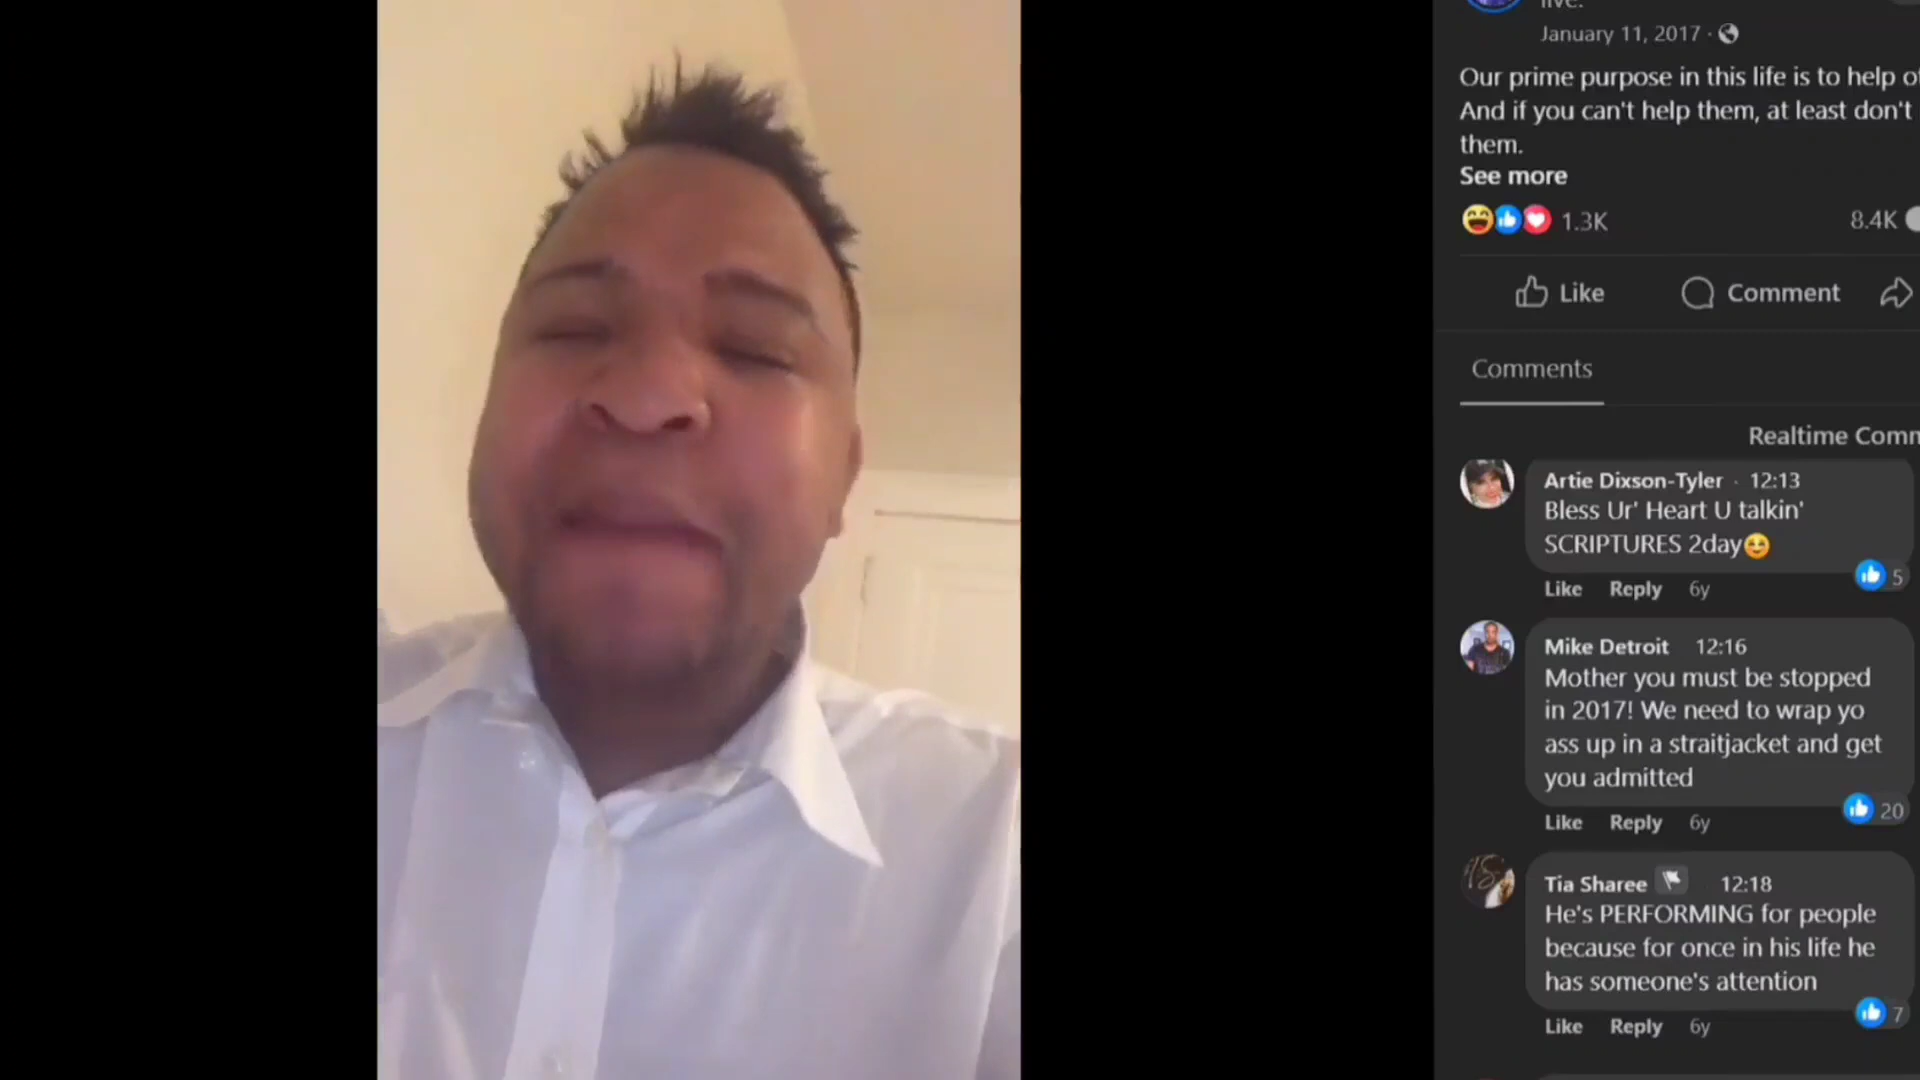 live.
January 11, 2017 ·
Our prime purpose in this life is to help
And if you can't help them, at least don't
them.
See more
1.3K
8.4K
Like
Comment
Comments
Realtime
Artie Dixson-Tyler · 12:13
Bless Ur' Heart U talkin'
SCRIPTURES 2day
5
Like Reply 6y
Mike Detroit 12:16
Mother you must be stopped
in 2017! We need to wrap yo
ass up in a straitjacket and get
you admitted
20
Like Reply 6y
Tia Sharee 12:18
He's PERFORMING for people
because for once in his life he
has someone's attention
7
Like Reply 6y